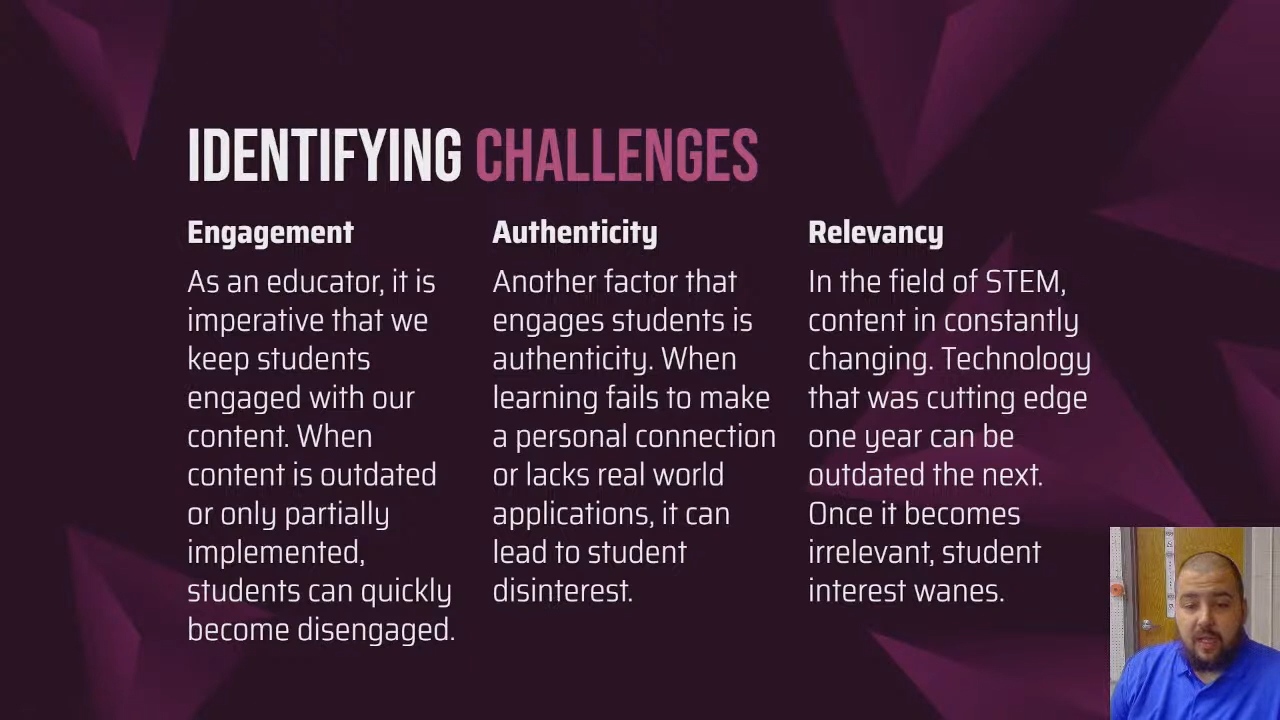 IDENTIFYING CHALLENGES
Engagement
As an educator, it is
imperative that we
keep students
engaged with our
content. When
content is outdated
or only partially
implemented,
students can quickly
become disengaged.
Authenticity
Another factor that
engages students is
authenticity. When
learning fails to make
a personal connection
or lacks real world
applications, it can
lead to student
disinterest.
Relevancy
In the field of STEM,
content in constantly
changing. Technology
that was cutting edge
one year can be
outdated the next.
Once it becomes
irrelevant, student
interest wanes.